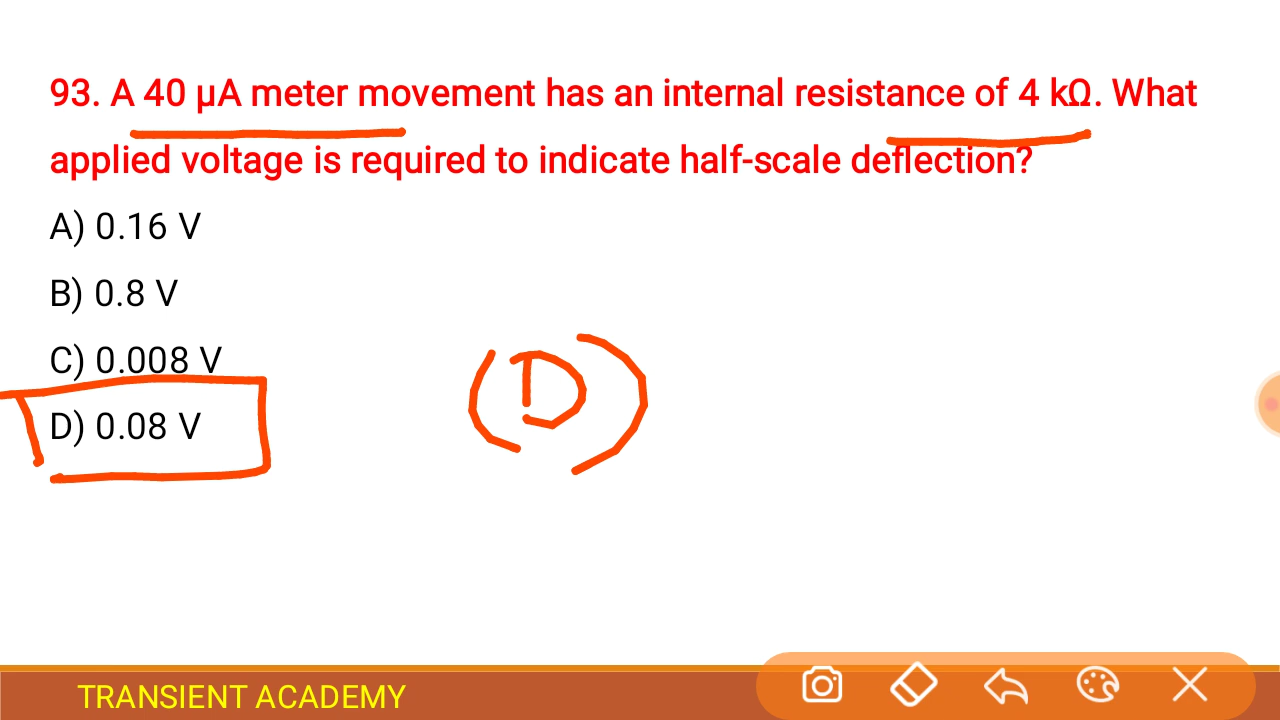 93. A 40 µA meter movement has an internal resistance of 4 kΩ. What
applied voltage is required to indicate half-scale deflection?
A) 0.16 V
B) 0.8 V
C) 0.008 V
D) 0.08 V
(D)
TRANSIENT ACADEMY